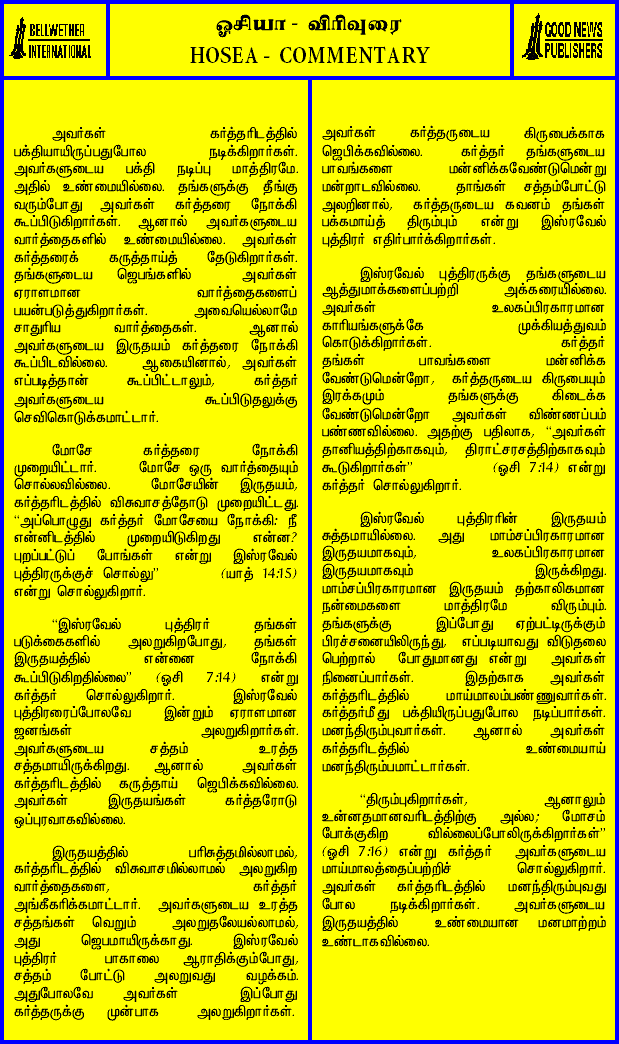 BELLWETHER
INTERNATIONAL
ஓசியா - விரிவுரை
HOSEA - COMMENTARY
GOOD NEWS
PUBLISHERS
அவர்கள் கர்த்தரிடத்தில்
பக்தியாயிருப்பதுபோல நடிக்கிறார்கள்.
அவர்களுடைய பக்தி நடிப்பு மாத்திரமே.
அதில் உண்மையில்லை. தங்களுக்கு தீங்கு
வரும்போது அவர்கள் கர்த்தரை நோக்கி
கூப்பிடுகிறார்கள். ஆனால் அவர்களுடைய
வார்த்தைகளில் உண்மையில்லை. அவர்கள்
கர்த்தரைக் கருத்தாய்த் தேடுகிறார்கள்.
தங்களுடைய ஜெபங்களில் அவர்கள்
ஏராளமான வார்த்தைகளைப்
பயன்படுத்துகிறார்கள். அவையெல்லாமே
சாதுரிய வார்த்தைகள். ஆனால்
அவர்களுடைய இருதயம் கர்த்தரை நோக்கி
கூப்பிடவில்லை. ஆகையினால், அவர்கள்
எப்படித்தான் கூப்பிட்டாலும், கர்த்தர்
அவர்களுடைய கூப்பிடுதலுக்கு
செவிகொடுக்கமாட்டார்.
மோசே கர்த்தரை நோக்கி
முறையிட்டார். மோசே ஒரு வார்த்தையும்
சொல்லவில்லை. மோசேயின் இருதயம்,
கர்த்தரிடத்தில் விசுவாசத்தோடு முறையிட்டது.
“அப்பொழுது கர்த்தர் மோசேயை நோக்கி: நீ
என்னிடத்தில் முறையிடுகிறது என்ன?
புறப்பட்டுப் போங்கள் என்று இஸ்ரவேல்
புத்திரருக்குச் சொல்லு” (யாத் 14:15)
என்று சொல்லுகிறார்.
“இஸ்ரவேல் புத்திரர் தங்கள்
படுக்கைகளில் அலறுகிறபோது, தங்கள்
இருதயத்தில் என்னை நோக்கி
கூப்பிடுகிறதில்லை” (ஓசி 7:14) என்று
கர்த்தர் சொல்லுகிறார். இஸ்ரவேல்
புத்திரரைப்போலவே இன்றும் ஏராளமான
ஜனங்கள் அலறுகிறார்கள்.
அவர்களுடைய சத்தம் உரத்த
சத்தமாயிருக்கிறது. ஆனால் அவர்கள்
கர்த்தரிடத்தில் கருத்தாய் ஜெபிக்கவில்லை.
அவர்கள் இருதயங்கள் கர்த்தரோடு
ஒப்புரவாகவில்லை.
இருதயத்தில் பரிசுத்தமில்லாமல்,
கர்த்தரிடத்தில் விசுவாசமில்லாமல் அலறுகிற
வார்த்தைகளை, கர்த்தர்
அங்கீகரிக்கமாட்டார். அவர்களுடைய உரத்த
சத்தங்கள் வெறும் அலறுதலேயல்லாமல்,
அது ஜெபமாயிருக்காது. இஸ்ரவேல்
புத்திரர் பாகாலை ஆராதிக்கும்போது,
சத்தம் போட்டு அலறுவது வழக்கம்.
அதுபோலவே அவர்கள் இப்போது
கர்த்தருக்கு முன்பாக அலறுகிறார்கள்.
அவர்கள் கர்த்தருடைய கிருபைக்காக
ஜெபிக்கவில்லை. கர்த்தர் தங்களுடைய
பாவங்களை மன்னிக்கவேண்டுமென்று
மன்றாடவில்லை. தாங்கள் சத்தம்போட்டு
அலறினால், கர்த்தருடைய கவனம் தங்கள்
பக்கமாய்த் திரும்பும் என்று இஸ்ரவேல்
புத்திரர் எதிர்பார்க்கிறார்கள்.
இஸ்ரவேல் புத்திரருக்கு தங்களுடைய
ஆத்துமாக்களைப்பற்றி அக்கரையில்லை.
அவர்கள் உலகப்பிரகாரமான
காரியங்களுக்கே முக்கியத்துவம்
கொடுக்கிறார்கள். கர்த்தர்
தங்கள் பாவங்களை மன்னிக்க
வேண்டுமென்றோ, கர்த்தருடைய கிருபையும்
இரக்கமும் தங்களுக்கு கிடைக்க
வேண்டுமென்றோ அவர்கள் விண்ணப்பம்
பண்ணவில்லை. அதற்கு பதிலாக, “அவர்கள்
தானியத்திற்காகவும், திராட்சரசத்திற்காகவும்
கூடுகிறார்கள்” (ஓசி 7:14) என்று
கர்த்தர் சொல்லுகிறார்.
இஸ்ரவேல் புத்திரரின் இருதயம்
சுத்தமாயில்லை. அது மாம்சப்பிரகாரமான
இருதயமாகவும், உலகப்பிரகாரமான
இருதயமாகவும் இருக்கிறது.
மாம்சப்பிரகாரமான இருதயம் தற்காலிகமான
நன்மைகளை மாத்திரமே விரும்பும்.
தங்களுக்கு இப்போது ஏற்பட்டிருக்கும்
பிரச்சனையிலிருந்து, எப்படியாவது விடுதலை
பெற்றால் போதுமானது என்று அவர்கள்
நினைப்பார்கள். இதற்காக அவர்கள்
கர்த்தரிடத்தில் மாய்மாலம்பண்ணுவார்கள்.
கர்த்தர்மீது பக்தியிருப்பதுபோல நடிப்பார்கள்.
மனந்திரும்புவார்கள். ஆனால் அவர்கள்
கர்த்தரிடத்தில் உண்மையாய்
மனந்திரும்பமாட்டார்கள்.
“திரும்புகிறார்கள், ஆனாலும்
உன்னதமானவரிடத்திற்கு அல்ல; மோசம்
போக்குகிற வில்லைப்போலிருக்கிறார்கள்”
(ஓசி 7:16) என்று கர்த்தர் அவர்களுடைய
மாய்மாலத்தைப்பற்றிச் சொல்லுகிறார்.
அவர்கள் கர்த்தரிடத்தில் மனந்திரும்புவது
போல நடிக்கிறார்கள். அவர்களுடைய
இருதயத்தில் உண்மையான மனமாற்றம்
உண்டாகவில்லை.